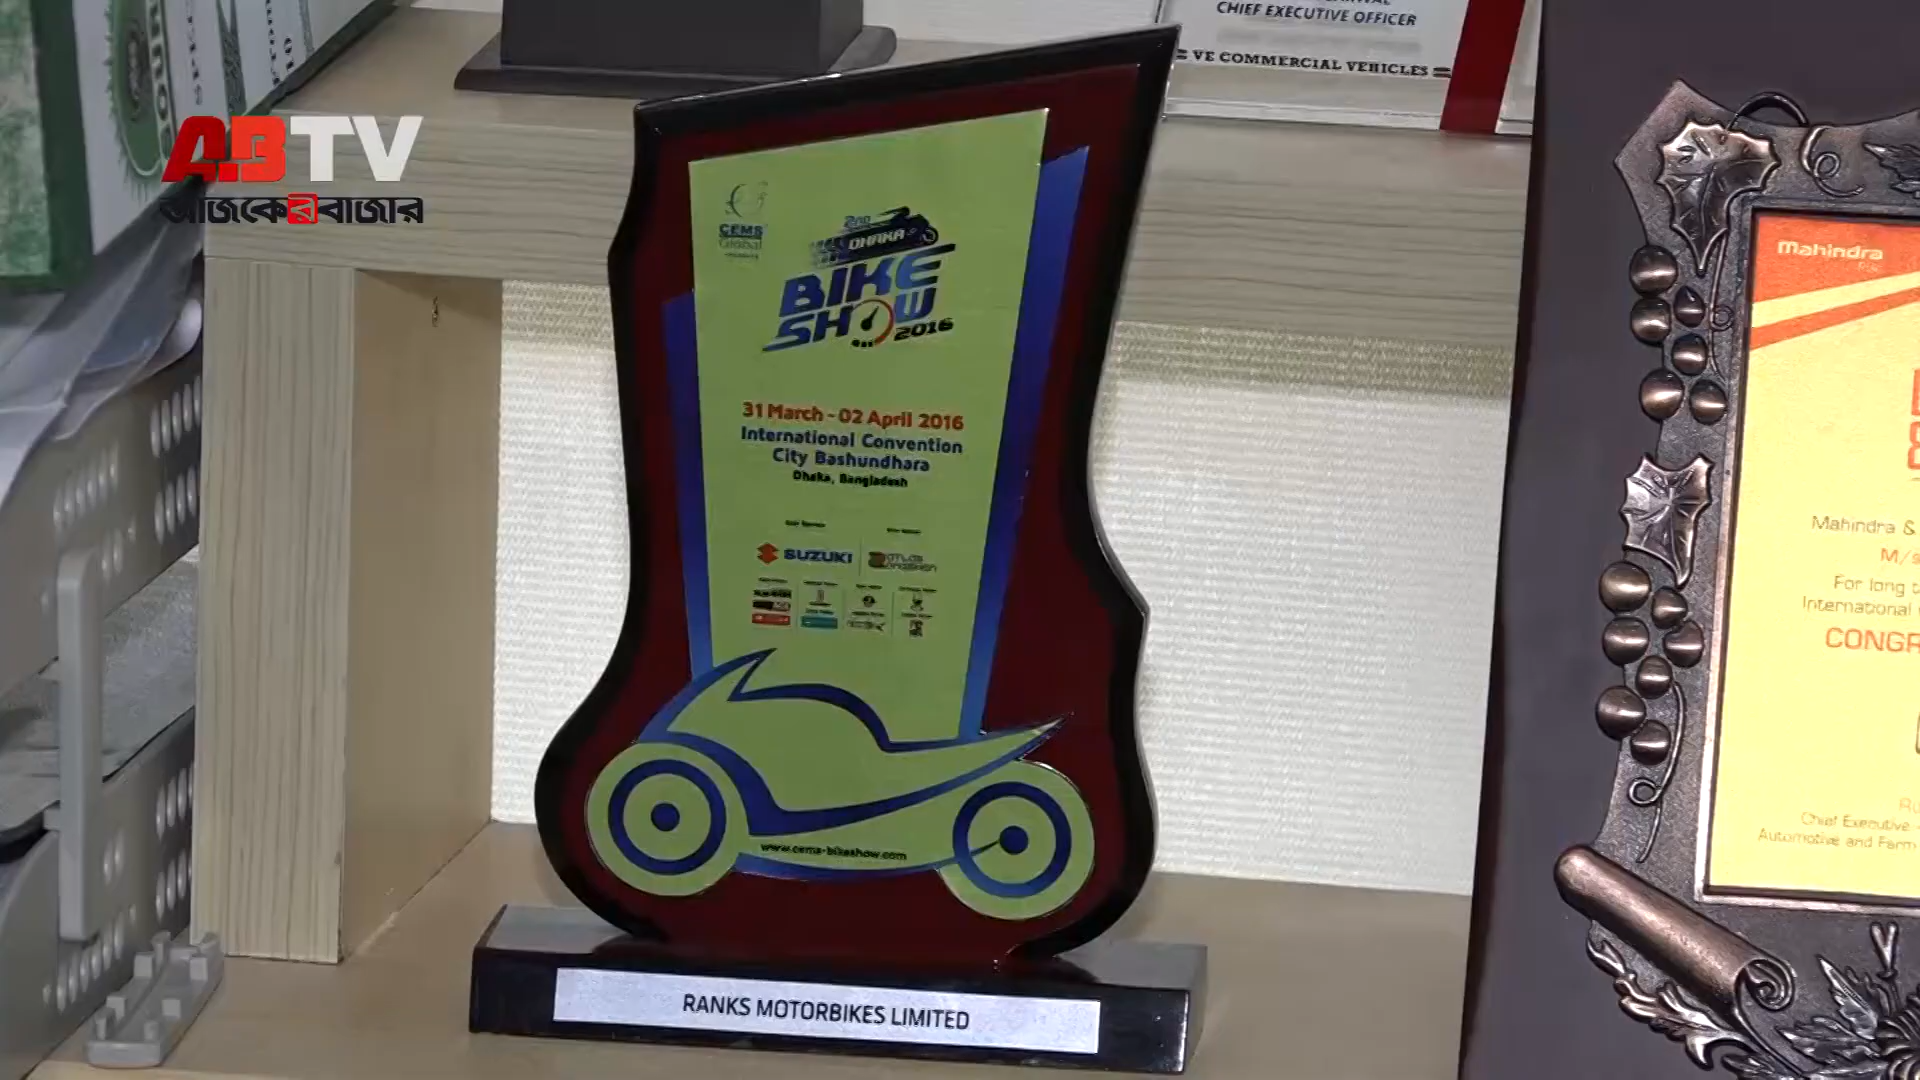 CHIEF EXECUTIVE OFFICER
VE COMMERCIAL VEHICLES
ABTV
আজকেরবাজার
CEMS
Global
2ND
DHAKA
BIKE
SHOW
2016
31 March - 02 April 2016
International Convention
City Bashundhara
Dhaka, Bangladesh
SUZUKI
www.cems-bikeshow.com
RANKS MOTORBIKES LIMITED
Mahindra
Mahindra &
M/s
For long
International
CONGR
Chief Executive
Automotive and Farm